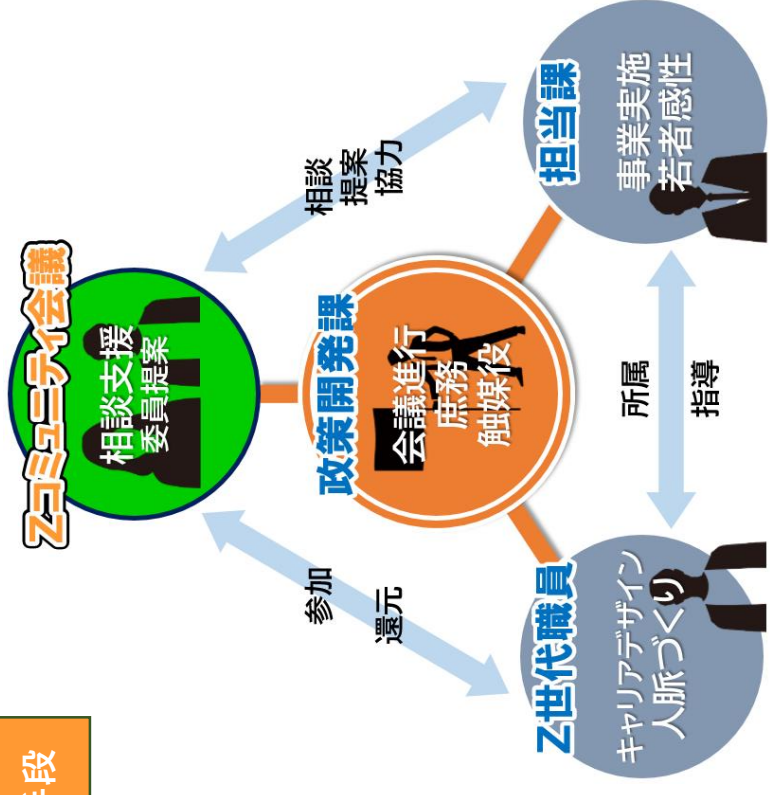 段
Zコミュニティ会議
相談支援
委員提案
参加
還元
相談
提案
協力
政策開発課
会議進行
庶務
触媒役
Z世代職員
キャリアデザイン
人脈づくり
所属
指導
担当課
事業実施
若者感性